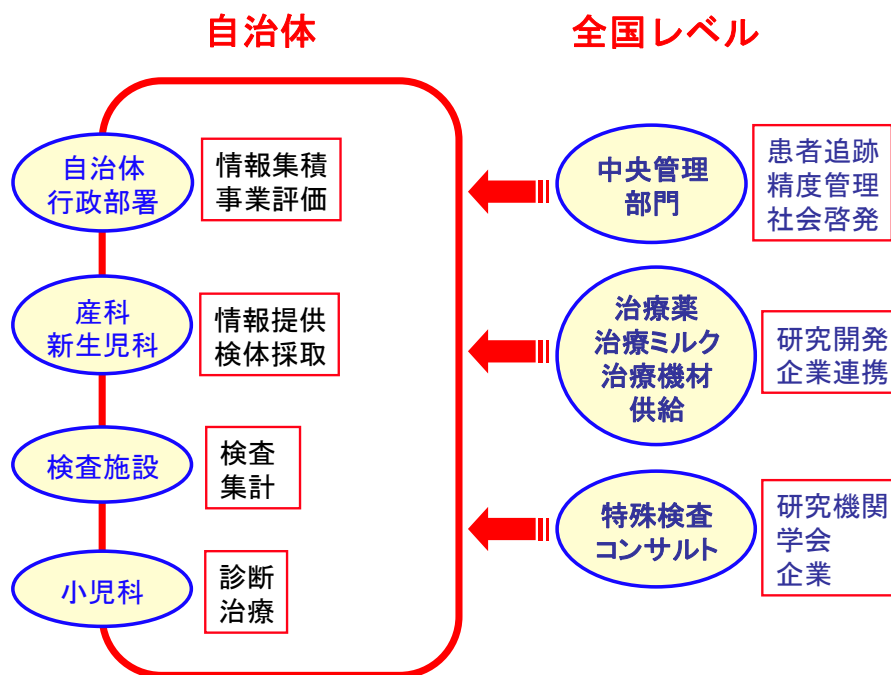 自治体
全国レベル
自治体
行政部署
情報集積
事業評価
産科
新生児科
情報提供
検体採取
検査施設
検査
集計
小児科
診断
治療
中央管理
部門
患者追跡
精度管理
社会啓発
治療薬
治療ミルク
治療機材
供給
研究開発
企業連携
特殊検査
コンサルト
研究機関
学会
企業